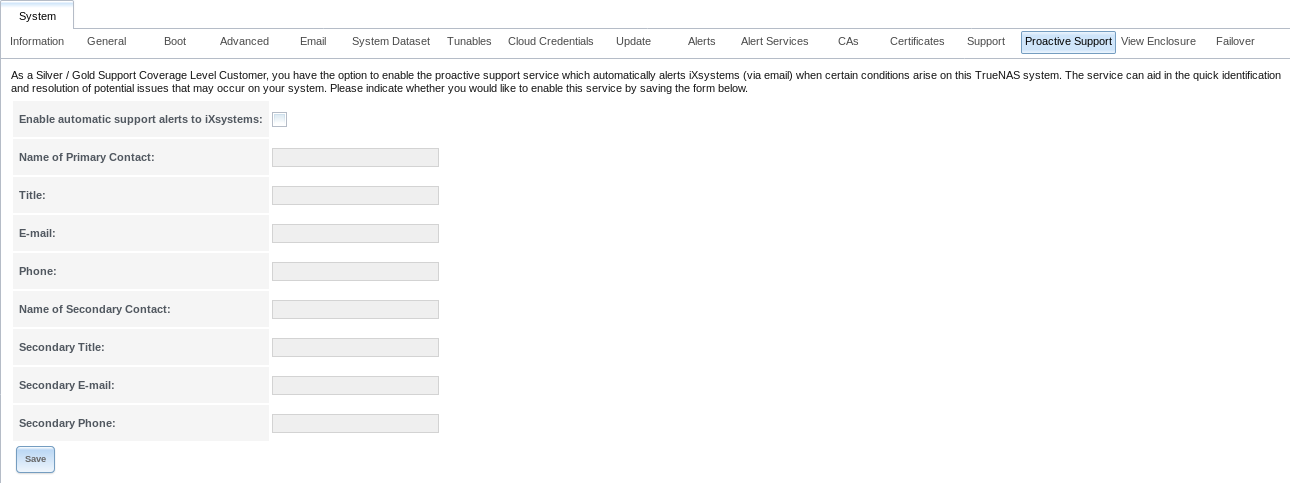 System
Information General Boot Advanced Email System Dataset Tunables Cloud Credentials Update Alerts Alert Services CAs Certificates Support Proactive Support View Enclosure Failover
As a Silver / Gold Support Coverage Level Customer, you have the option to enable the proactive support service which automatically alerts iXsystems (via email) when certain conditions arise on this TrueNAS system. The service can aid in the quick identification
and resolution of potential issues that may occur on your system. Please indicate whether you would like to enable this service by saving the form below.
Enable automatic support alerts to iXsystems:
Name of Primary Contact:
Title:
E-mail:
Phone:
Name of Secondary Contact:
Secondary Title:
Secondary E-mail:
Secondary Phone:
Save